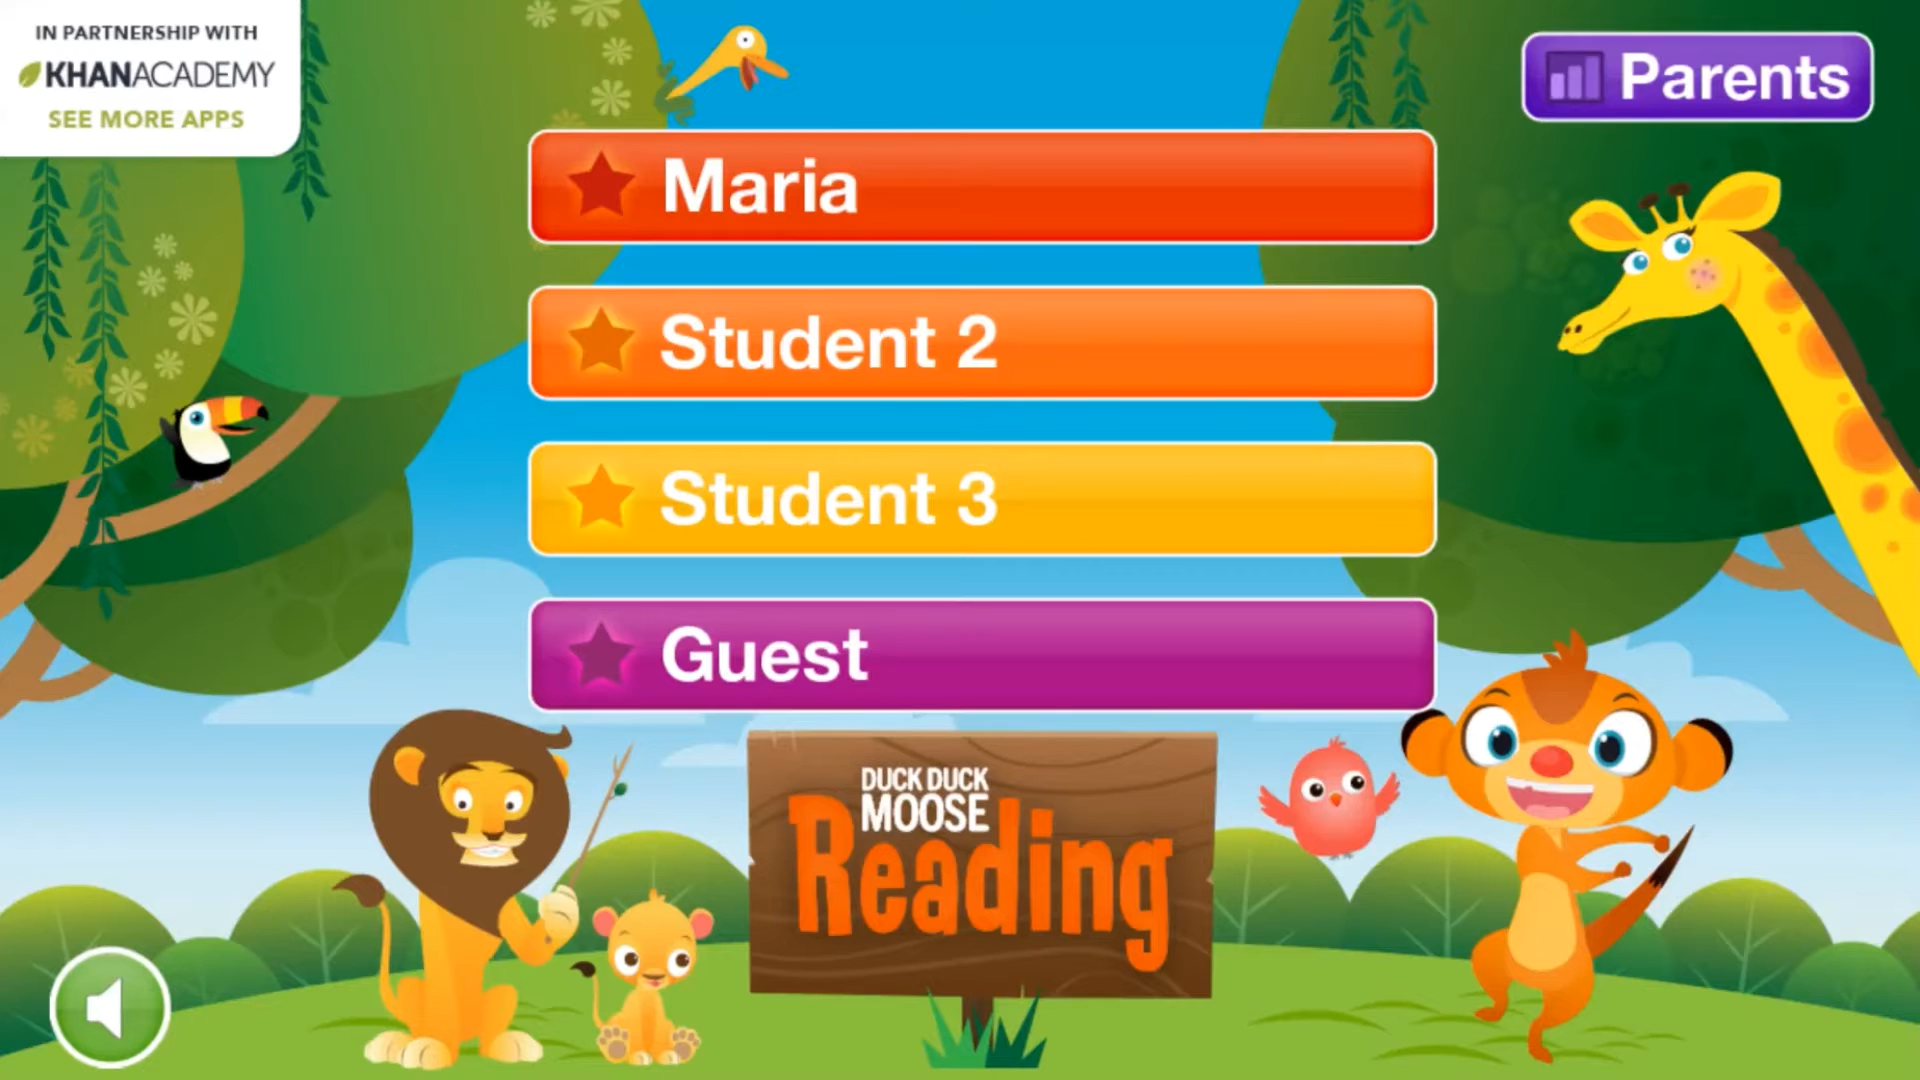 IN PARTNERSHIP WITH
KHANACADEMY
SEE MORE APPS
Parents
Maria
Student 2
Student 3
Guest
DUCK DUCK
MOOSE
Reading